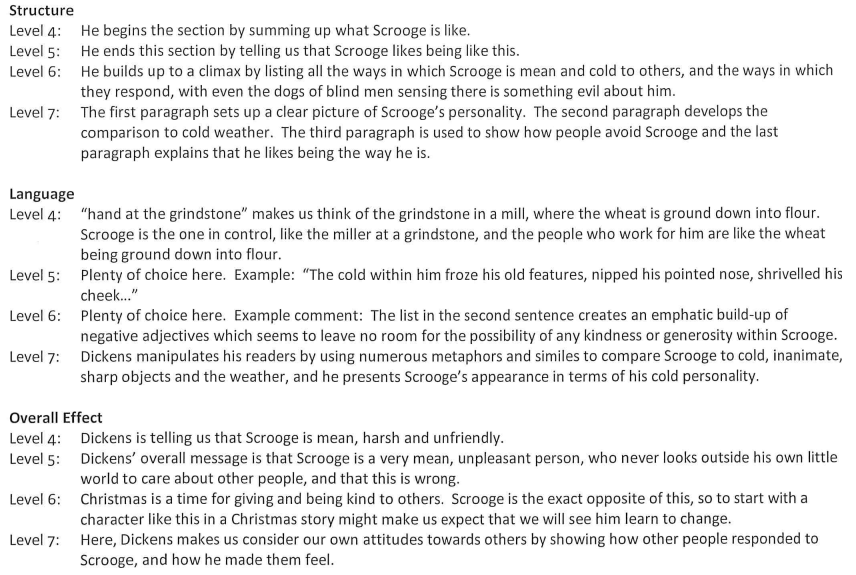 Structure
Level 4: He begins the section by summing up what Scrooge is like.
Level 5: He ends this section by telling us that Scrooge likes being like this.
Level 6: He builds up to a climax by listing all the ways in which Scrooge is mean and cold to others, and the ways in which
they respond, with even the dogs of blind men sensing there is something evil about him.
Level 7: The first paragraph sets up a clear picture of Scrooge's personality. The second paragraph develops the
comparison to cold weather. The third paragraph is used to show how people avoid Scrooge and the last
paragraph explains that he likes being the way he is.
Language
Level 4: "hand at the grindstone" makes us think of the grindstone in a mill, where the wheat is ground down into flour.
Scrooge is the one in control, like the miller at a grindstone, and the people who work for him are like the wheat
being ground down into flour.
Level 5: Plenty of choice here. Example: "The cold within him froze his old features, nipped his pointed nose, shrivelled his
cheek..."
Level 6: Plenty of choice here. Example comment: The list in the second sentence creates an emphatic build-up of
negative adjectives which seems to leave no room for the possibility of any kindness or generosity within Scrooge.
Level 7: Dickens manipulates his readers by using numerous metaphors and similes to compare Scrooge to cold, inanimate,
sharp objects and the weather, and he presents Scrooge's appearance in terms of his cold personality.
Overall Effect
Level 4: Dickens is telling us that Scrooge is mean, harsh and unfriendly.
Level 5: Dickens' overall message is that Scrooge is a very mean, unpleasant person, who never looks outside his own little
world to care about other people, and that this is wrong.
Level 6: Christmas is a time for giving and being kind to others. Scrooge is the exact opposite of this, so to start with a
character like this in a Christmas story might make us expect that we will see him learn to change.
Level 7: Here, Dickens makes us consider our own attitudes towards others by showing how other people responded to
Scrooge, and how he made them feel.